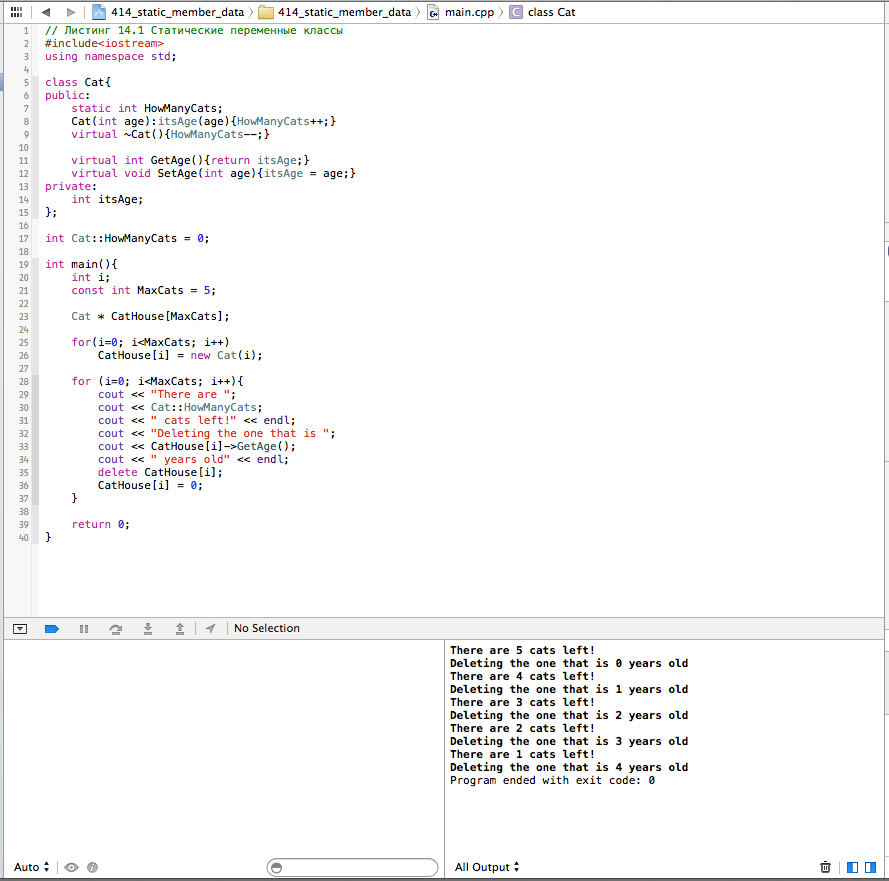 414_static_member_data 414_static_member_data main.cpp C class Cat
1 // Листинг 14.1 Статические переменные классы
2 #include<iostream>
3 using namespace std;
4
5 class Cat{
6 public:
7     static int HowManyCats;
8     Cat(int age):itsAge(age){HowManyCats++;}
9     virtual ~Cat(){HowManyCats--;}
10
11     virtual int GetAge(){return itsAge;}
12     virtual void SetAge(int age){itsAge = age;}
13 private:
14     int itsAge;
15 };
16
17 int Cat::HowManyCats = 0;
18
19 int main(){
20     int i;
21     const int MaxCats = 5;
22
23     Cat * CatHouse[MaxCats];
24
25     for(i=0; i<MaxCats; i++)
26         CatHouse[i] = new Cat(i);
27
28     for (i=0; i<MaxCats; i++){
29         cout << "There are ";
30         cout << Cat::HowManyCats;
31         cout << " cats left!" << endl;
32         cout << "Deleting the one that is ";
33         cout << CatHouse[i]->GetAge();
34         cout << " years old" << endl;
35         delete CatHouse[i];
36         CatHouse[i] = 0;
37     }
38
39     return 0;
40 }
No Selection
There are 5 cats left!
Deleting the one that is 0 years old
There are 4 cats left!
Deleting the one that is 1 years old
There are 3 cats left!
Deleting the one that is 2 years old
There are 2 cats left!
Deleting the one that is 3 years old
There are 1 cats left!
Deleting the one that is 4 years old
Program ended with exit code: 0
Auto
All Output